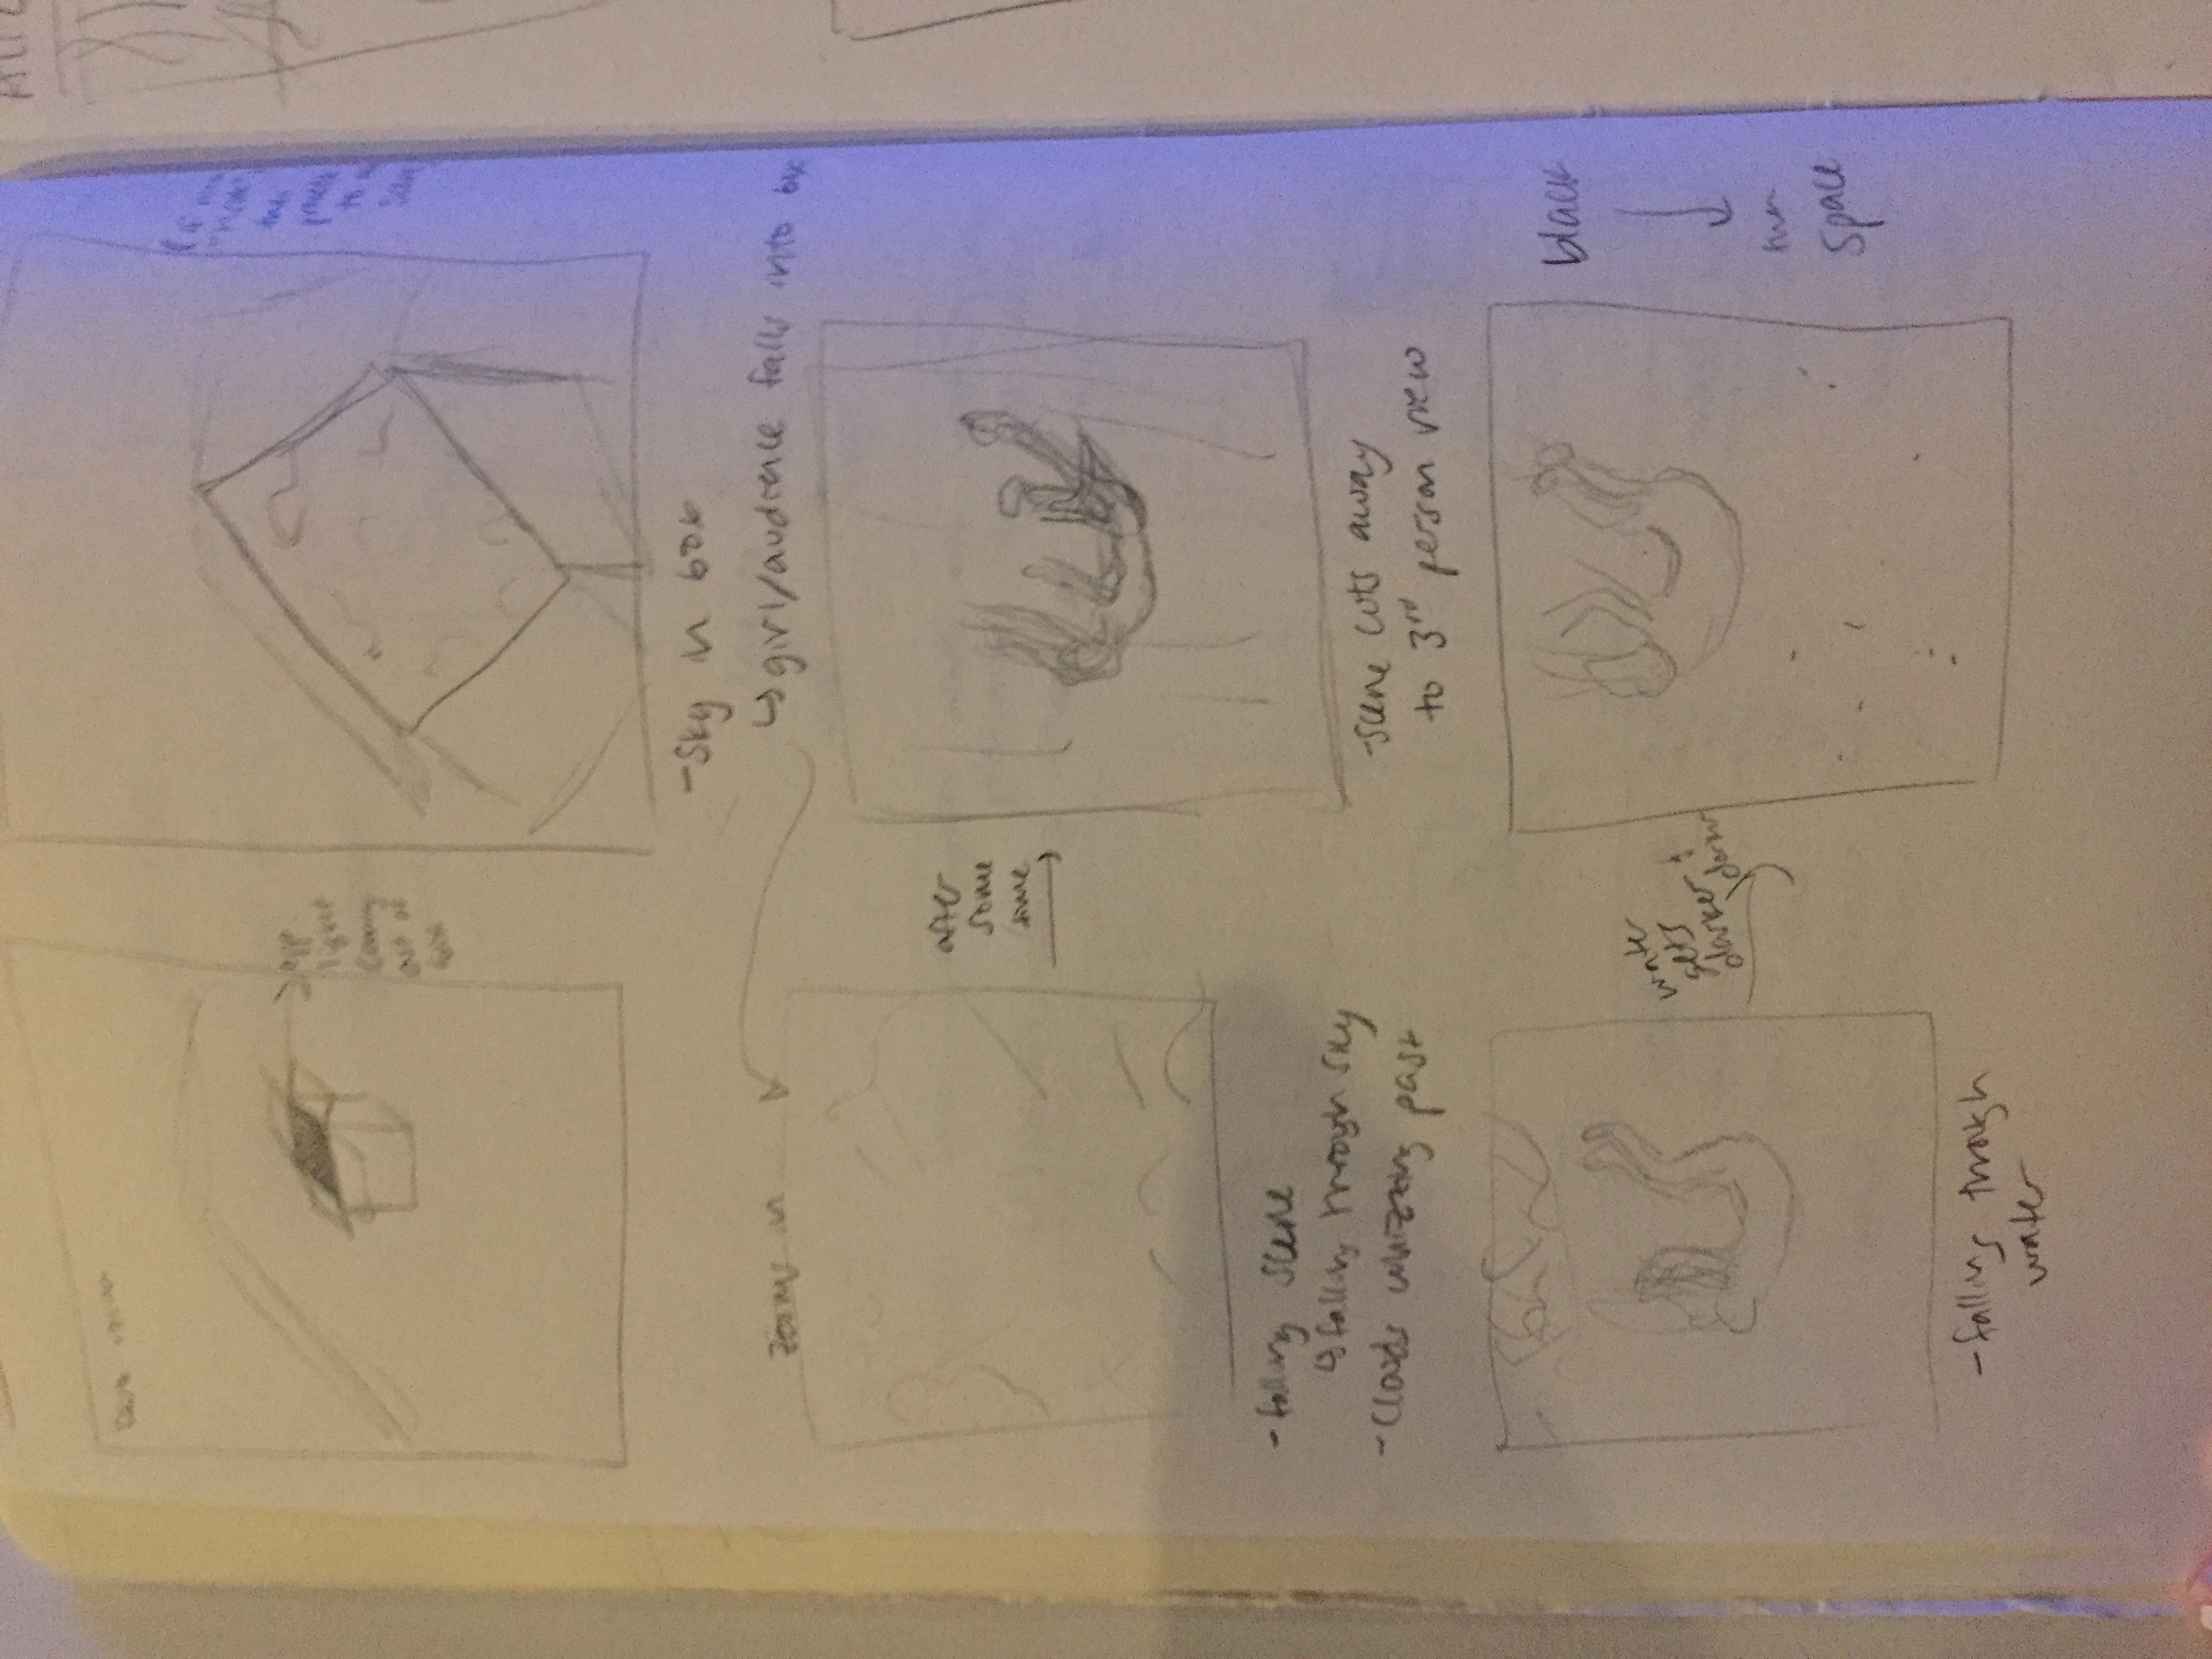 Dark room
light
coming
out of
box
-Sky in box
↳ girl/audience falls into box
zooms in
after
some
time
-falling scene
↳ falling through sky
-clouds whizzing past
-scene cuts away
to 3rd person view
water
gets
darker &
darker
black
then
space
-falling through
water